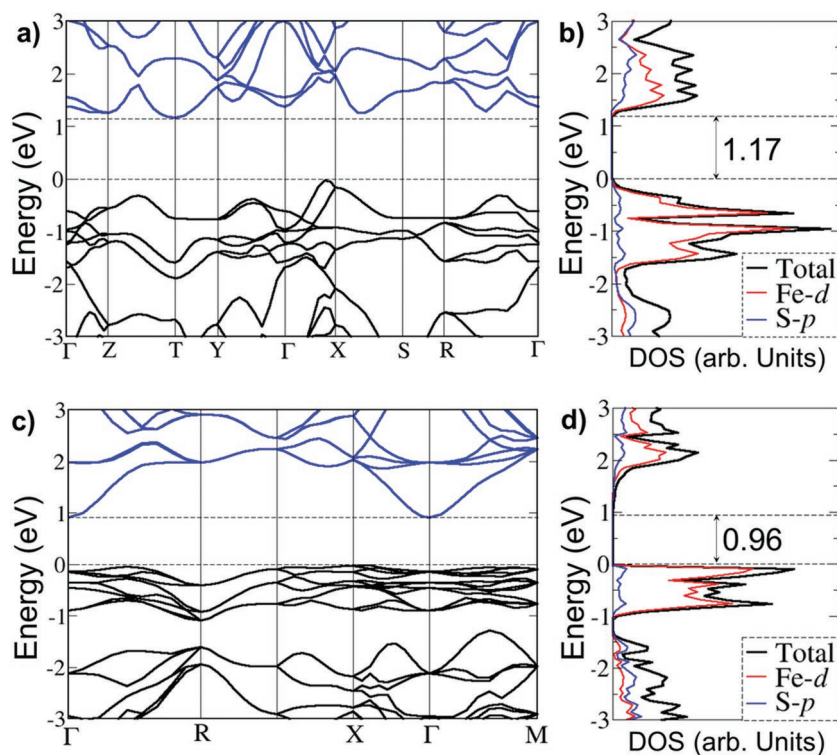 a)
Energy (eV)
3
2
1
0
-1
-2
-3
Γ Z T Y Γ X S R Γ
b)
Energy (eV)
3
2
1
0
-1
-2
-3
1.17
Total
Fe-d
S-p
DOS (arb. Units)
c)
Energy (eV)
3
2
1
0
-1
-2
-3
Γ R X Γ M
d)
Energy (eV)
3
2
1
0
-1
-2
-3
0.96
Total
Fe-d
S-p
DOS (arb. Units)